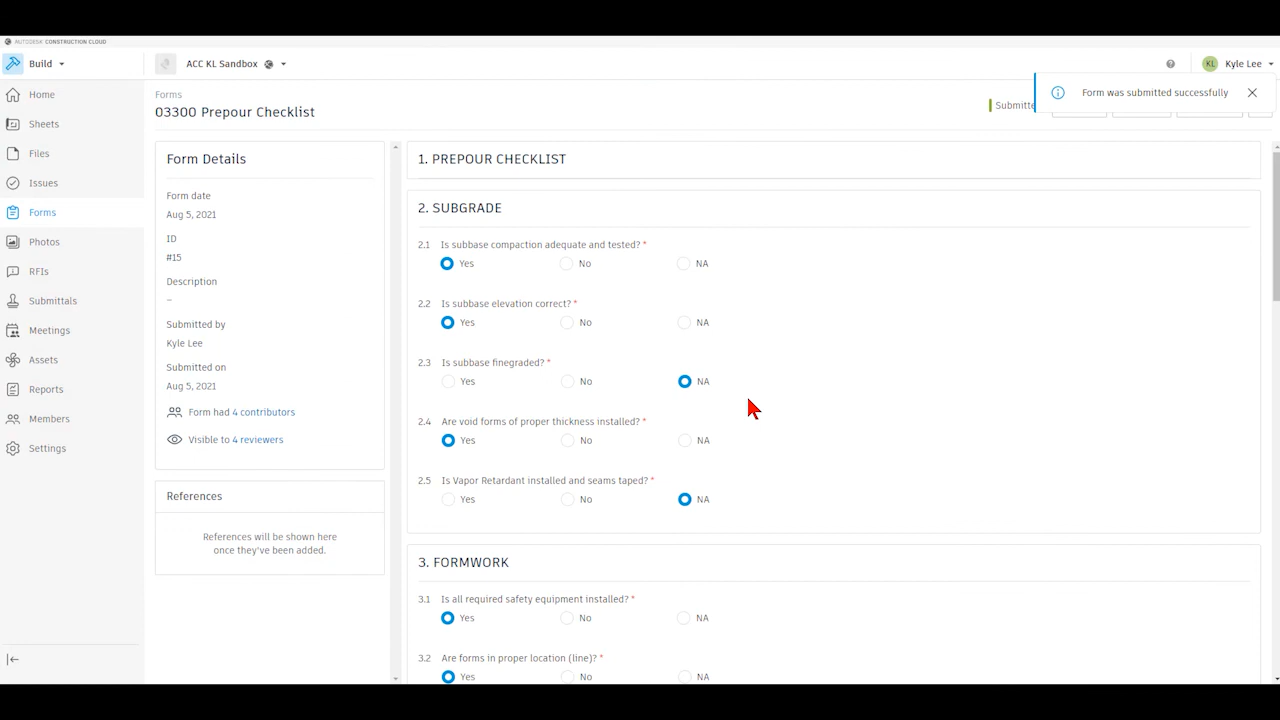 AUTODESK CONSTRUCTION CLOUD
Build
ACC KL Sandbox
KL Kyle Lee
Home
Sheets
Files
Issues
Forms
Photos
RFIs
Submittals
Meetings
Assets
Reports
Members
Settings
Forms
03300 Prepour Checklist
Submitte
Form was submitted successfully
Form Details
Form date
Aug 5, 2021
ID
#15
Description
--
Submitted by
Kyle Lee
Submitted on
Aug 5, 2021
Form had 4 contributors
Visible to 4 reviewers
References
References will be shown here
once they've been added.
1. PREPOUR CHECKLIST
2. SUBGRADE
2.1 Is subbase compaction adequate and tested? *
Yes No NA
2.2 Is subbase elevation correct? *
Yes No NA
2.3 Is subbase finegraded? *
Yes No NA
2.4 Are void forms of proper thickness installed? *
Yes No NA
2.5 Is Vapor Retardant installed and seams taped? *
Yes No NA
3. FORMWORK
3.1 Is all required safety equipment installed? *
Yes No NA
3.2 Are forms in proper location (line)? *
Yes No NA